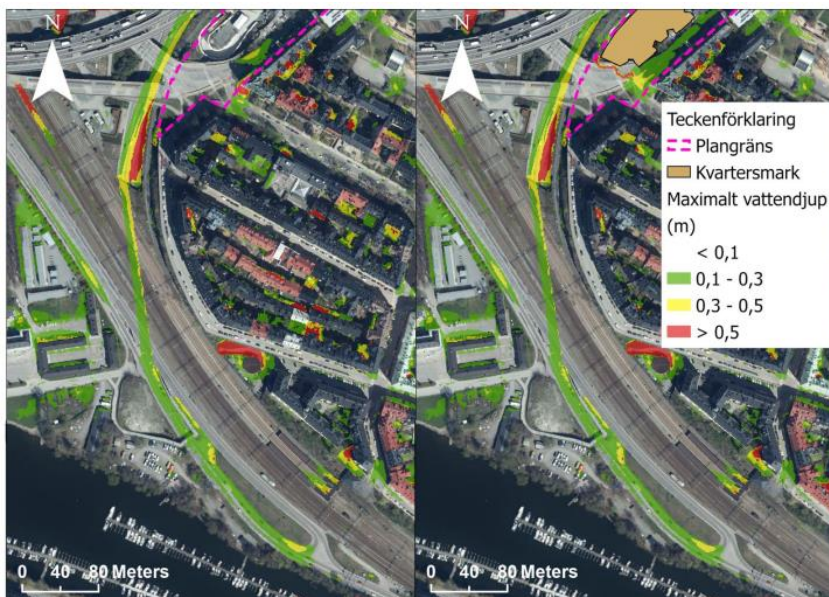 N
N
Teckenförklaring
Plangräns
Kvartersmark
Maximalt vattendjup
(m)
< 0,1
0,1 - 0,3
0,3 - 0,5
> 0,5
0 40 80 Meters
0 40 80 Meters